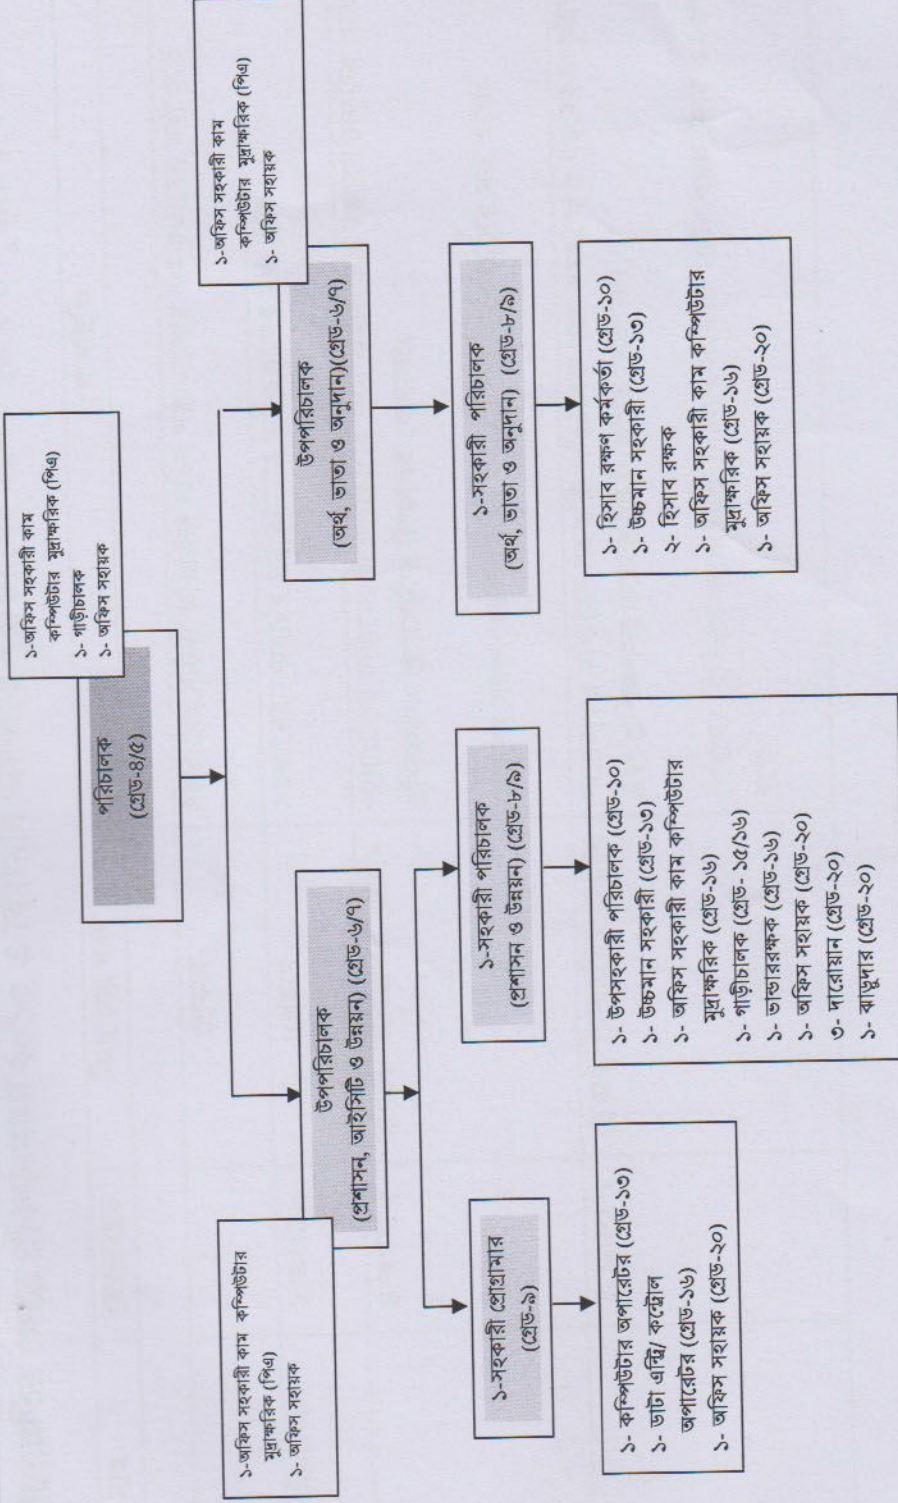 ১-অফিস সহকারী কাম
কম্পিউটার মুদ্রাক্ষরিক (পিএ)
১- গাড়ীচালক
১- অফিস সহায়ক
পরিচালক
(গ্রেড-৪/৫)
১-অফিস সহকারী কাম কম্পিউটার
মুদ্রাক্ষরিক (পিএ)
১- অফিস সহায়ক
উপপরিচালক
(প্রশাসন, আইসিটি ও উন্নয়ন) (গ্রেড-৬/৭)
১-অফিস সহকারী কাম
কম্পিউটার মুদ্রাক্ষরিক (পিএ)
১- অফিস সহায়ক
উপপরিচালক
(অর্থ, ভাতা ও অনুদান)(গ্রেড-৬/৭)
১-সহকারী প্রোগ্রামার
(গ্রেড-৯)
১-সহকারী পরিচালক
(প্রশাসন ও উন্নয়ন) (গ্রেড-৮/৯)
১-সহকারী পরিচালক
(অর্থ, ভাতা ও অনুদান) (গ্রেড-৮/৯)
১- কম্পিউটার অপারেটর (গ্রেড-১৩)
১- ডাটা এন্ট্রি/ কন্ট্রোল
অপারেটর (গ্রেড-১৬)
১- অফিস সহায়ক (গ্রেড-২০)
১- উপসহকারী পরিচালক (গ্রেড-১০)
১- উচ্চমান সহকারী (গ্রেড-১৩)
১- অফিস সহকারী কাম কম্পিউটার
মুদ্রাক্ষরিক (গ্রেড-১৬)
১- গাড়ীচালক (গ্রেড- ১৫/১৬)
১- ভান্ডাররক্ষক (গ্রেড-১৬)
১- অফিস সহায়ক (গ্রেড-২০)
৩- দারোয়ান (গ্রেড-২০)
১- ঝাড়ুদার (গ্রেড-২০)
১- হিসাব রক্ষণ কর্মকর্তা (গ্রেড-১০)
১- উচ্চমান সহকারী (গ্রেড-১৩)
২- হিসাব রক্ষক
১- অফিস সহকারী কাম কম্পিউটার
মুদ্রাক্ষরিক (গ্রেড-১৬)
১- অফিস সহায়ক (গ্রেড-২০)